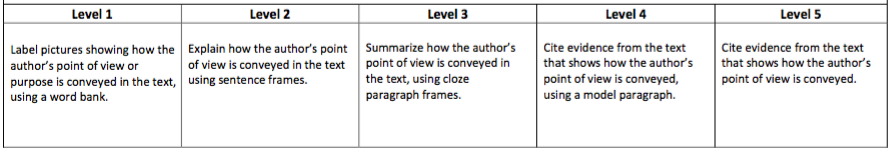 Level 1
Level 2
Level 3
Level 4
Level 5
Label pictures showing how the
author's point of view or
purpose is conveyed in the text,
using a word bank.
Explain how the author's point
of view is conveyed in the text
using sentence frames.
Summarize how the author's
point of view is conveyed in
the text, using cloze
paragraph frames.
Cite evidence from the text
that shows how the author's
point of view is conveyed,
using a model paragraph.
Cite evidence from the text
that shows how the author's
point of view is conveyed.